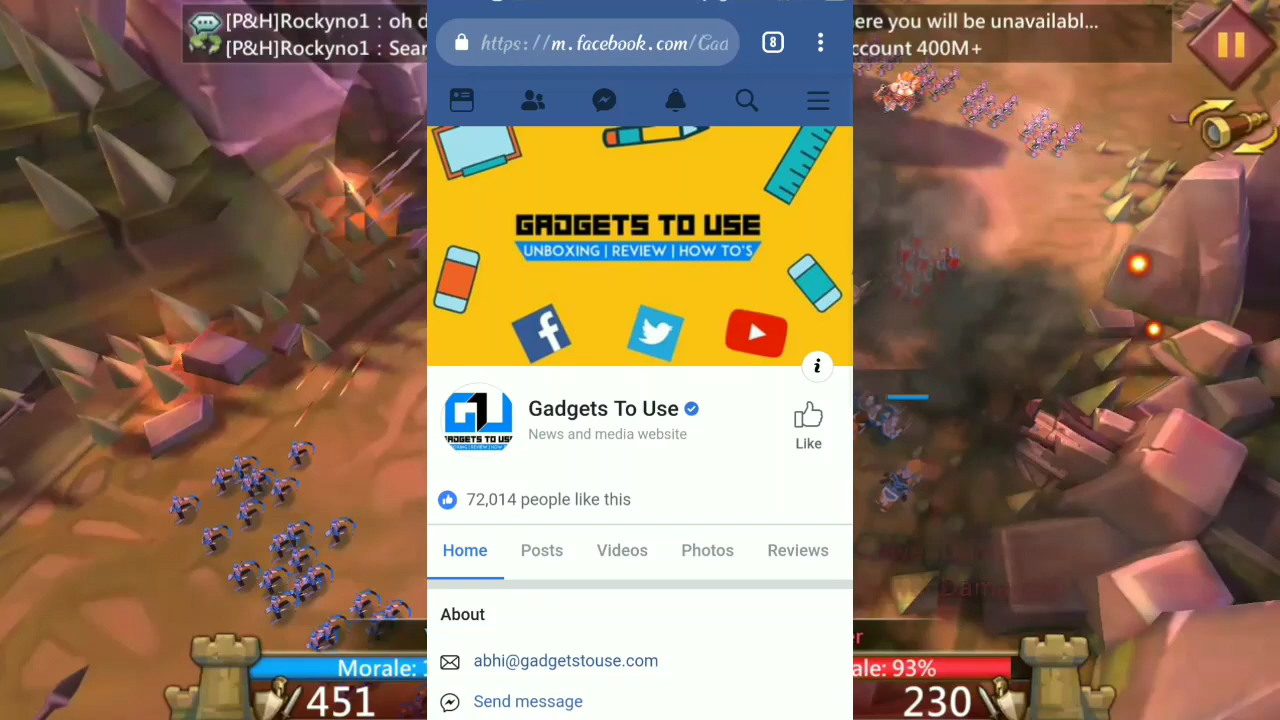 [P&H]Rockyno1 : oh d
[P&H]Rockyno1 : Sear
ere you will be unavailabl...
ccount 400M+
https://m.facebook.com/Gad
8
GADGETS TO USE
UNBOXING | REVIEW | HOW TO'S
Gadgets To Use
News and media website
Like
72,014 people like this
Home Posts Videos Photos Reviews
About
abhi@gadgetstouse.com
Send message
Morale: 1
451
er
ale: 93%
230